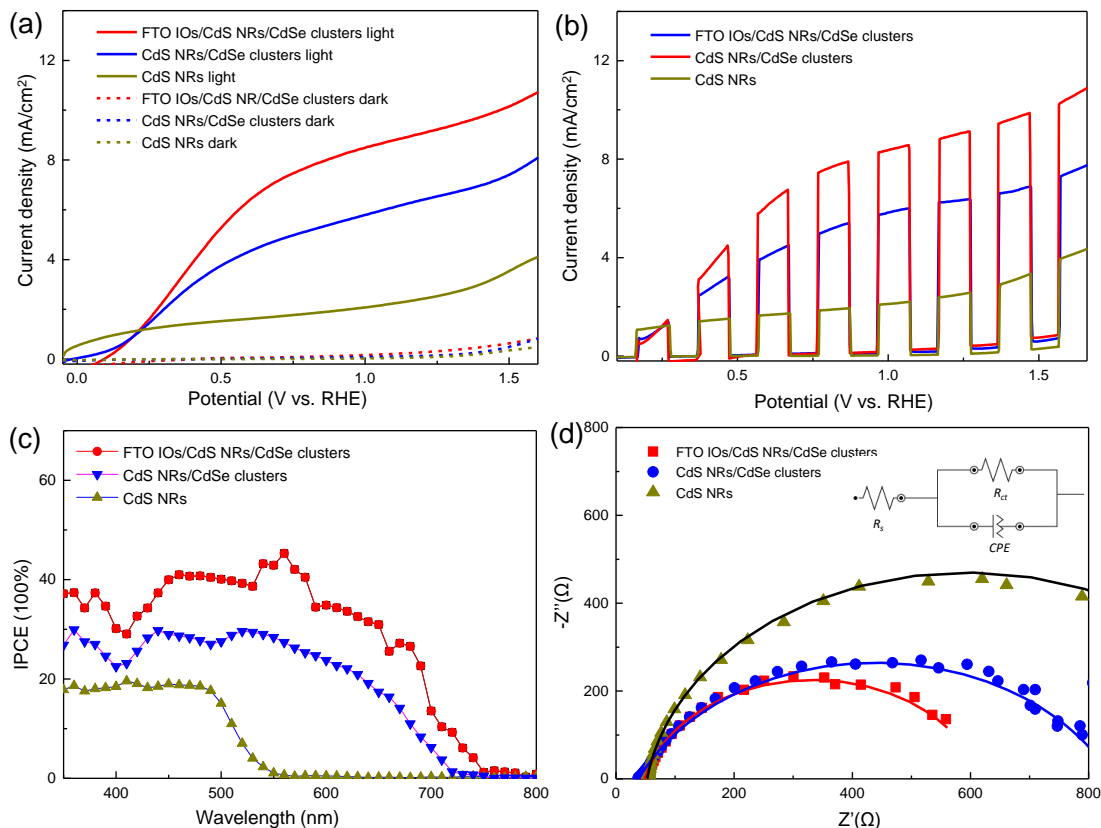 (a)
FTO IOs/CdS NRs/CdSe clusters light
CdS NRs/CdSe clusters light
CdS NRs light
FTO IOs/CdS NR/CdSe clusters dark
CdS NRs/CdSe clusters dark
CdS NRs dark
Current density (mA/cm²)
12
8
4
0
0.0
0.5
1.0
1.5
Potential (V vs. RHE)
(b)
FTO IOs/CdS NRs/CdSe clusters
CdS NRs/CdSe clusters
CdS NRs
Current density (mA/cm²)
12
8
4
0
0.5
1.0
1.5
Potential (V vs. RHE)
(c)
FTO IOs/CdS NRs/CdSe clusters
CdS NRs/CdSe clusters
CdS NRs
IPCE (100%)
60
40
20
0
400
500
600
700
800
Wavelength (nm)
(d)
FTO IOs/CdS NRs/CdSe clusters
CdS NRs/CdSe clusters
CdS NRs
Rs
Rct
CPE
-Z''(Ω)
800
600
400
200
0
0
200
400
600
800
Z'(Ω)